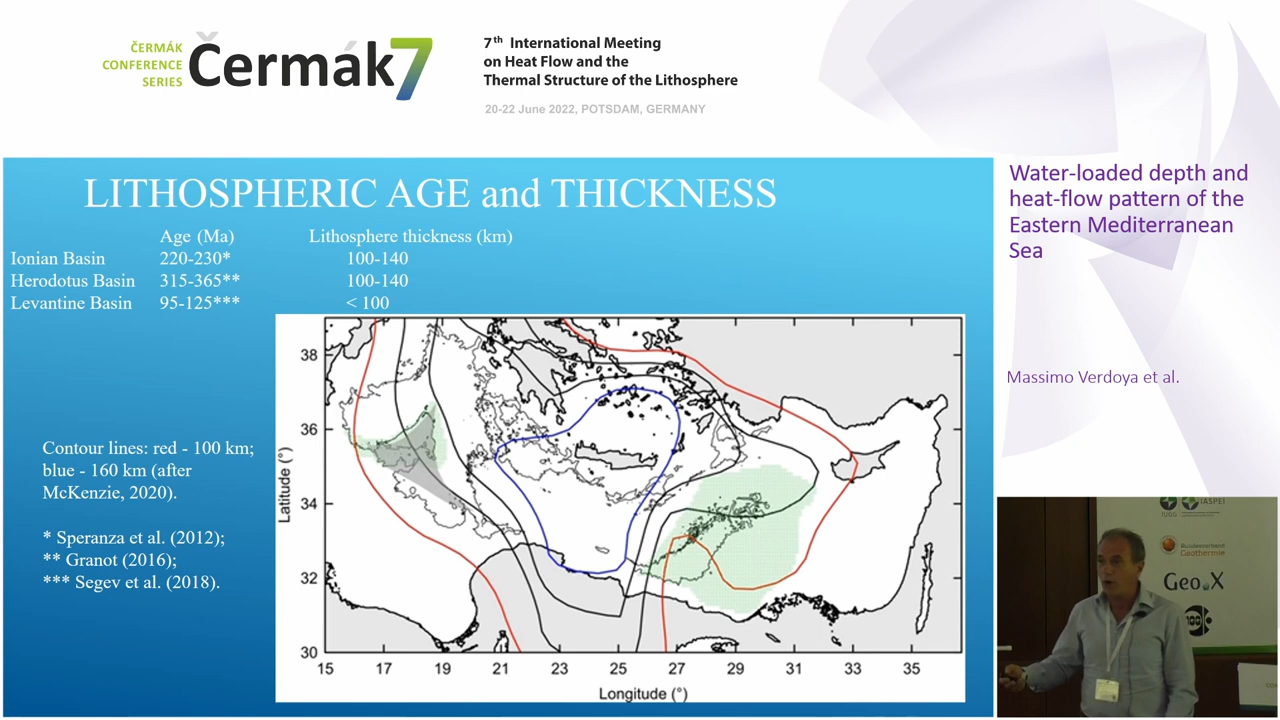 ČERMÁK
CONFERENCE
SERIES
Čermák7
7th International Meeting
on Heat Flow and the
Thermal Structure of the Lithosphere
20-22 June 2022, POTSDAM, GERMANY
LITHOSPHERIC AGE and THICKNESS
Age (Ma) Lithosphere thickness (km)
Ionian Basin 220-230* 100-140
Herodotus Basin 315-365** 100-140
Levantine Basin 95-125*** < 100
Contour lines: red - 100 km;
blue - 160 km (after
McKenzie, 2020).
* Speranza et al. (2012);
** Granot (2016);
*** Segev et al. (2018).
38
36
34
32
30
Latitude (°)
15 17 19 21 23 25 27 29 31 33 35
Longitude (°)
Water-loaded depth and
heat-flow pattern of the
Eastern Mediterranean
Sea
Massimo Verdoya et al.
IUGG
IASPEI
Bundesverband
Geothermie
Geo.X
100